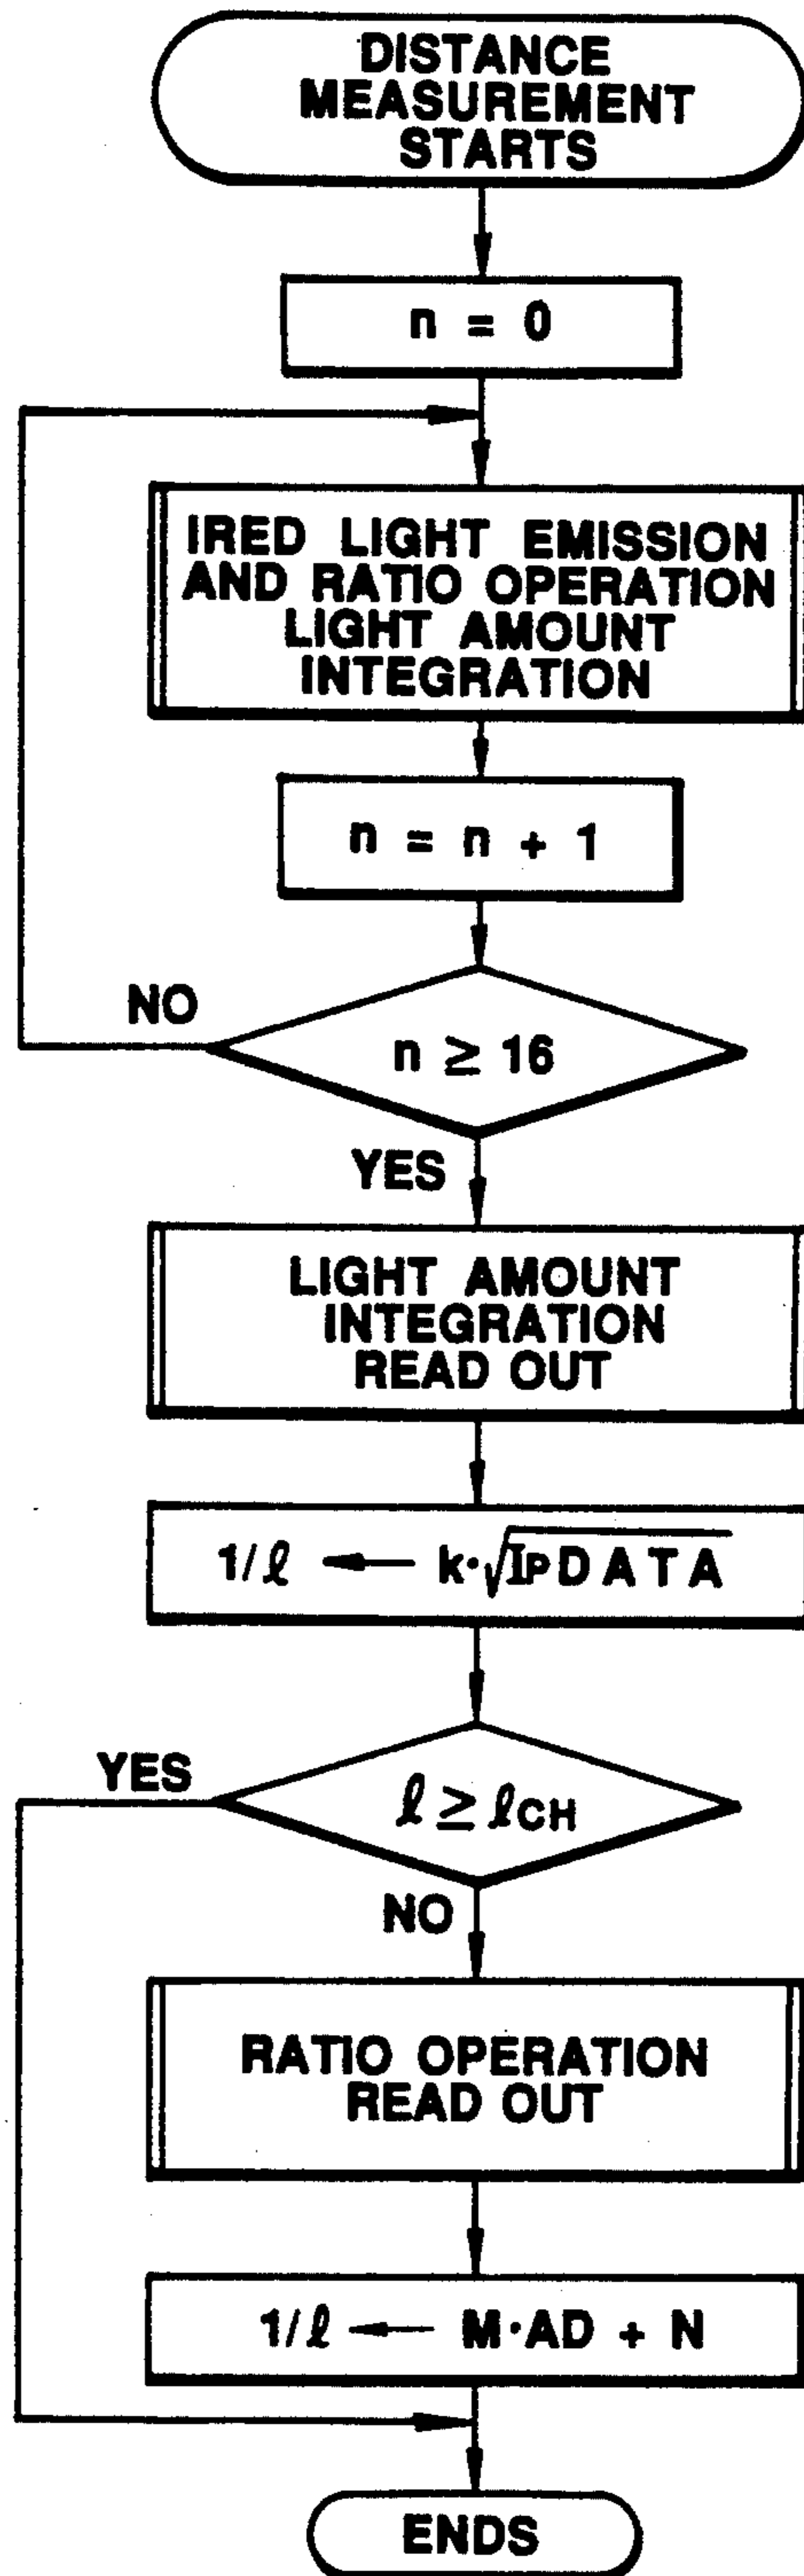 DISTANCE
MEASUREMENT
STARTS
n = 0
IRED LIGHT EMISSION
AND RATIO OPERATION
LIGHT AMOUNT
INTEGRATION
n = n + 1
NO
n ≥ 16
YES
LIGHT AMOUNT
INTEGRATION
READ OUT
1/ℓ ← k·√IPDATA
YES
ℓ ≥ ℓCH
NO
RATIO OPERATION
READ OUT
1/ℓ ← M·AD + N
ENDS